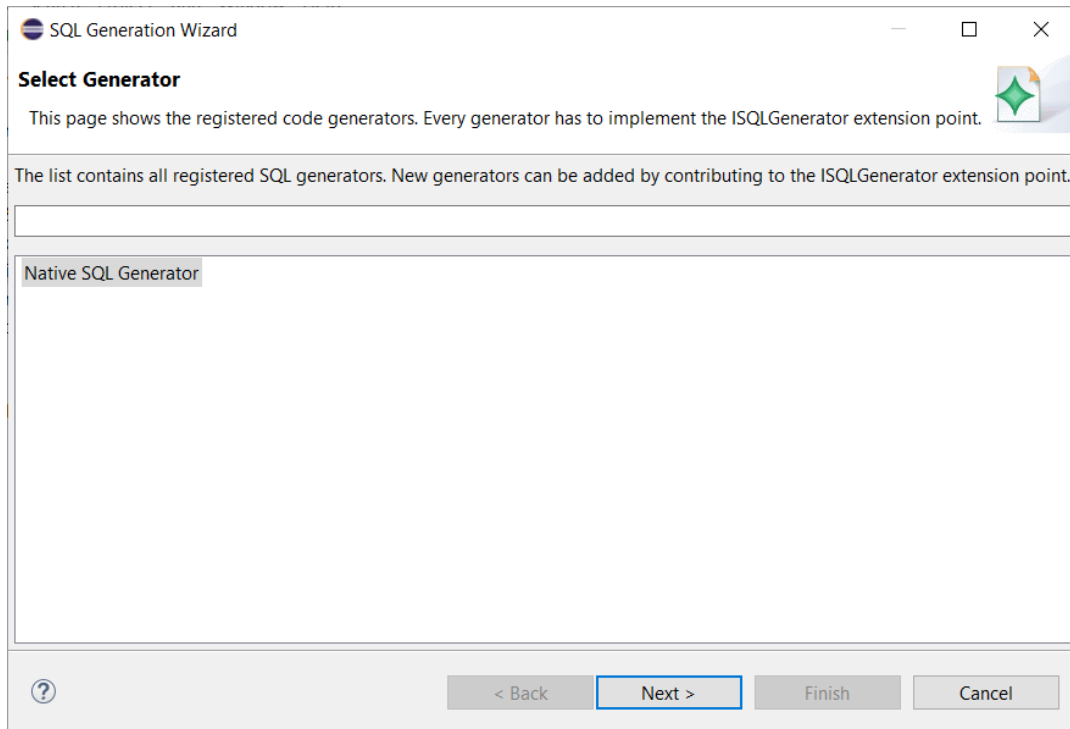 SQL Generation Wizard
Select Generator
This page shows the registered code generators. Every generator has to implement the ISQLGenerator extension point.
The list contains all registered SQL generators. New generators can be added by contributing to the ISQLGenerator extension point.
Native SQL Generator
< Back Next > Finish Cancel